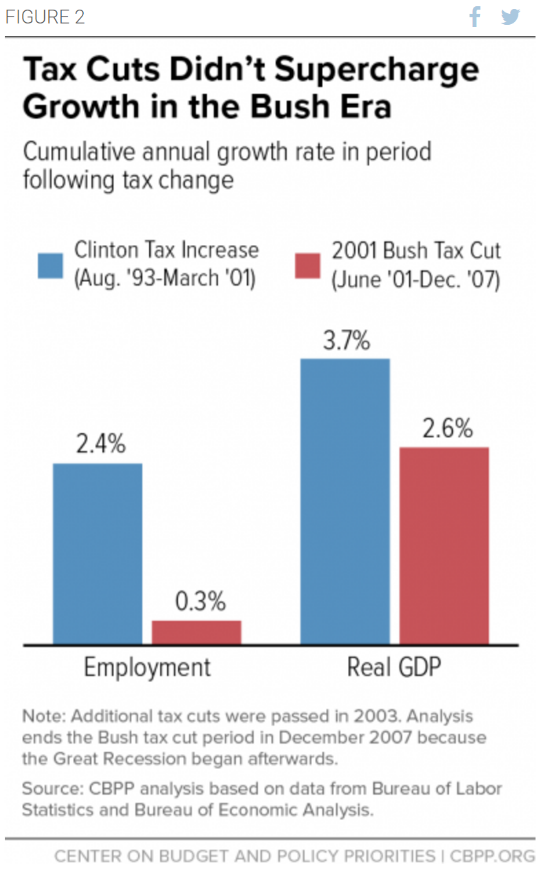 FIGURE 2
Tax Cuts Didn’t Supercharge
Growth in the Bush Era
Cumulative annual growth rate in period
following tax change
Clinton Tax Increase
(Aug. '93-March '01)
2001 Bush Tax Cut
(June '01-Dec. '07)
2.4%
0.3%
3.7%
2.6%
Employment
Real GDP
Note: Additional tax cuts were passed in 2003. Analysis
ends the Bush tax cut period in December 2007 because
the Great Recession began afterwards.
Source: CBPP analysis based on data from Bureau of Labor
Statistics and Bureau of Economic Analysis.
CENTER ON BUDGET AND POLICY PRIORITIES | CBPP.ORG